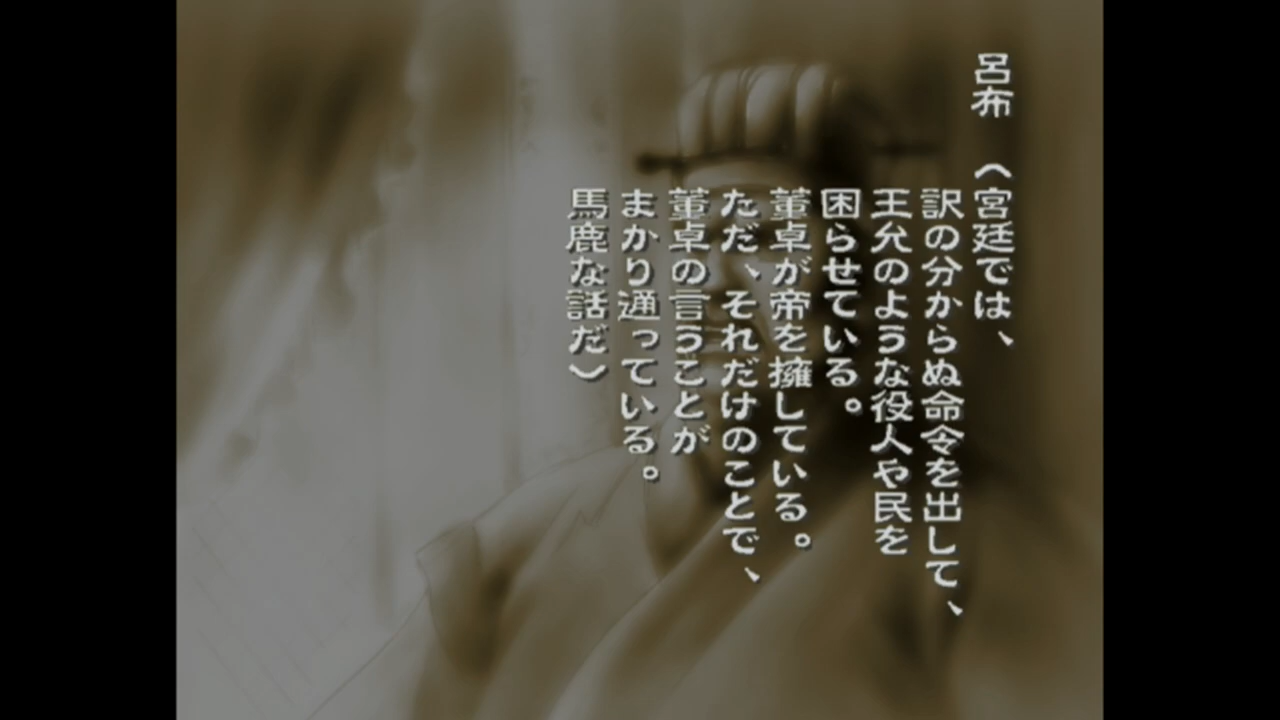 呂布　（宮廷では、
訳の分からぬ命令を出して、
王允のような役人や民を
困らせている。
董卓が帝を擁している。
ただ、それだけのことで、
董卓の言うことが
まかり通っている。
馬鹿な話だ）